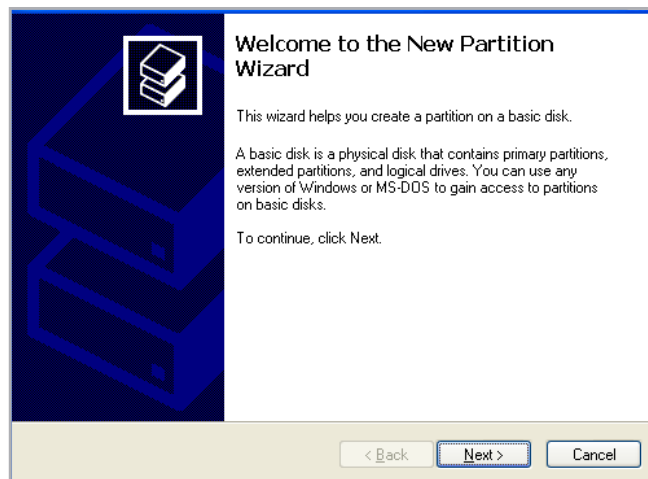 Welcome to the New Partition
Wizard
This wizard helps you create a partition on a basic disk.
A basic disk is a physical disk that contains primary partitions,
extended partitions, and logical drives. You can use any
version of Windows or MS-DOS to gain access to partitions
on basic disks.
To continue, click Next.
< Back Next > Cancel